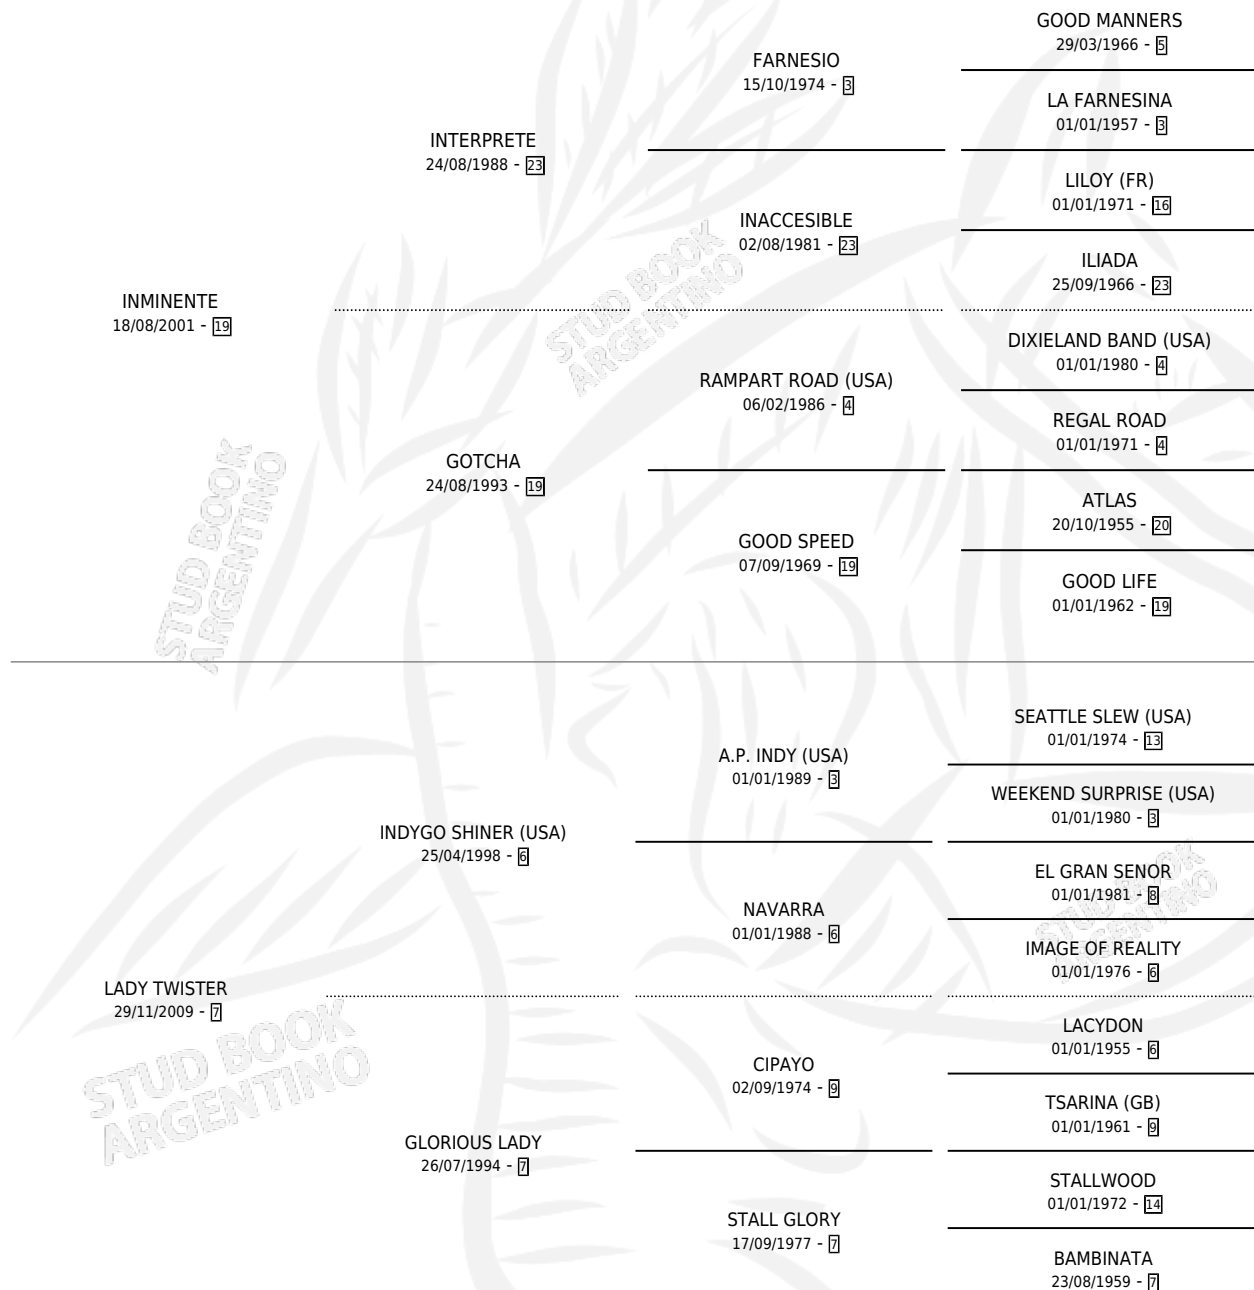 GOOD MANNERS
29/03/1966 - 5
FARNESIO
15/10/1974 - 3
LA FARNESINA
01/01/1957 - 3
INTERPRETE
24/08/1988 - 23
LILOY (FR)
01/01/1971 - 16
INACCESIBLE
02/08/1981 - 23
ILIADA
25/09/1966 - 23
INMINENTE
18/08/2001 - 19
DIXIELAND BAND (USA)
01/01/1980 - 4
RAMPART ROAD (USA)
06/02/1986 - 4
REGAL ROAD
01/01/1971 - 4
GOTCHA
24/08/1993 - 19
ATLAS
20/10/1955 - 20
GOOD SPEED
07/09/1969 - 19
GOOD LIFE
01/01/1962 - 19
STUD BOOK
ARGENTINO
STUD BOOK
ARGENTINO
SEATTLE SLEW (USA)
01/01/1974 - 13
A.P. INDY (USA)
01/01/1989 - 3
WEEKEND SURPRISE (USA)
01/01/1980 - 3
INDYGO SHINER (USA)
25/04/1998 - 6
EL GRAN SENOR
01/01/1981 - 8
NAVARRA
01/01/1988 - 6
IMAGE OF REALITY
01/01/1976 - 6
LADY TWISTER
29/11/2009 - 7
LACYDON
01/01/1955 - 6
CIPAYO
02/09/1974 - 9
TSARINA (GB)
01/01/1961 - 9
GLORIOUS LADY
26/07/1994 - 7
STALLWOOD
01/01/1972 - 14
STALL GLORY
17/09/1977 - 7
BAMBINATA
23/08/1959 - 7
STUD BOOK
ARGENTINO
STUD BOOK
ARGENTINO